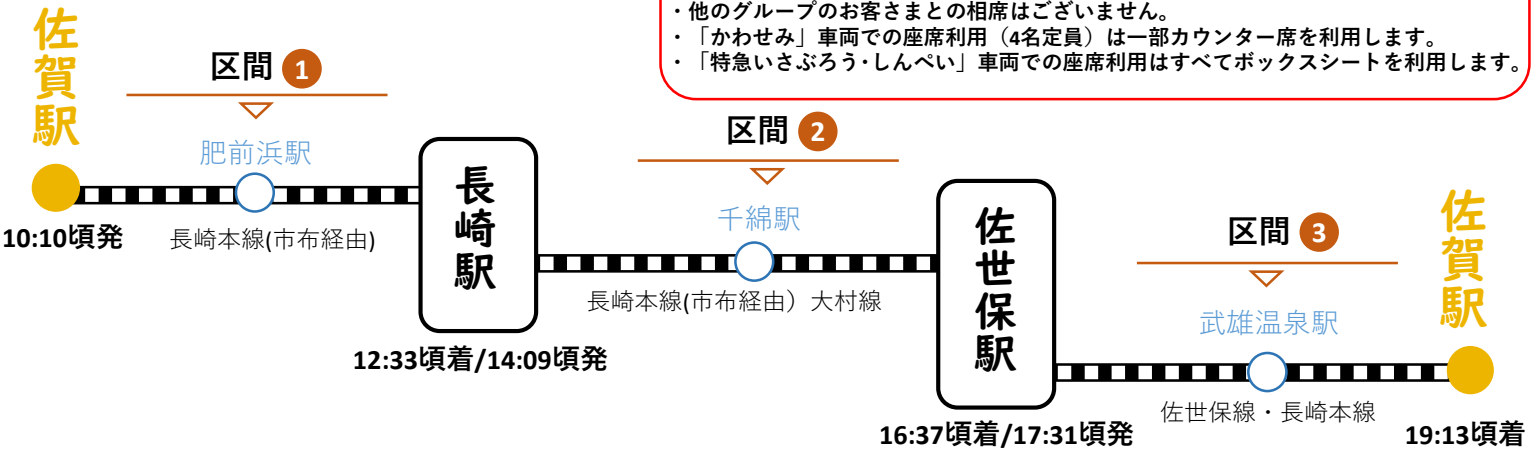 ・他のグループのお客さまとの相席はございません。
・「かわせみ」車両での座席利用（4名定員）は一部カウンター席を利用します。
・「特急いさぶろう･しんぺい」車両での座席利用はすべてボックスシートを利用します。
佐賀駅
10:10頃発
区間 1
肥前浜駅
長崎本線(市布経由)
長崎駅
12:33頃着/14:09頃発
区間 2
千綿駅
長崎本線(市布経由）大村線
佐世保駅
16:37頃着/17:31頃発
区間 3
武雄温泉駅
佐世保線・長崎本線
佐賀駅
19:13頃着